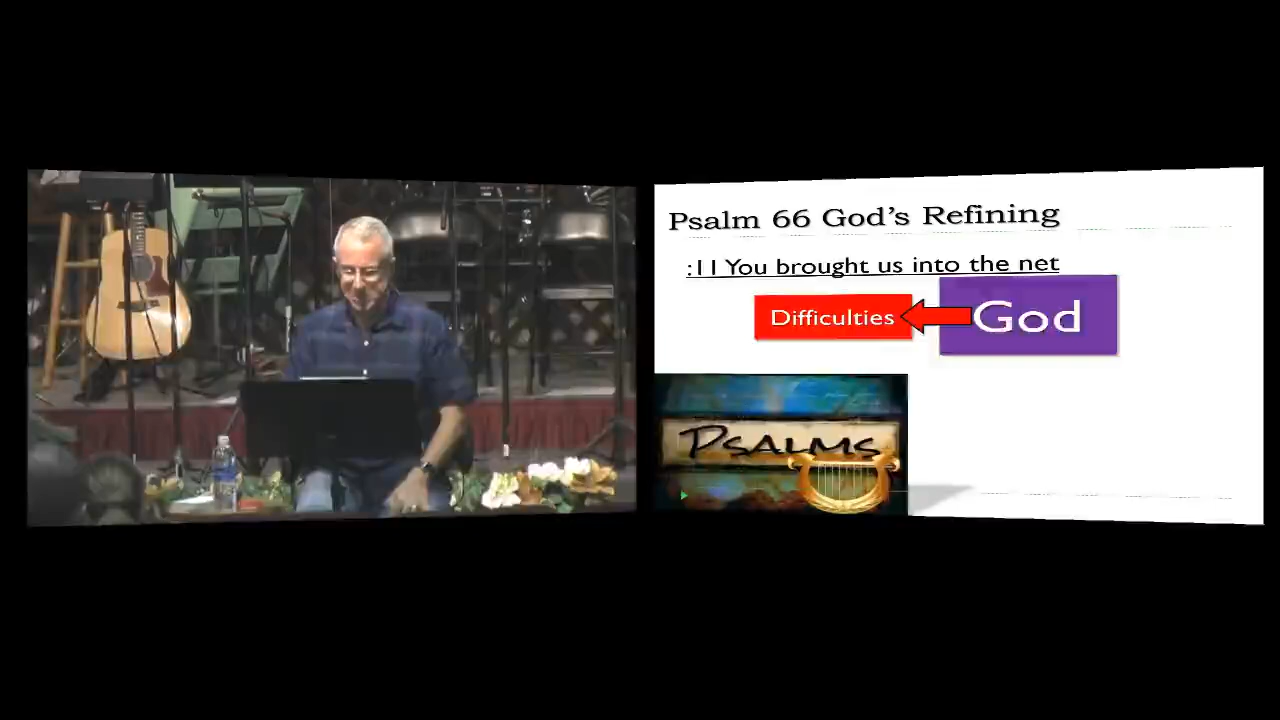 Psalm 66 God's Refining
:11 You brought us into the net
Difficulties
God
PSALMS